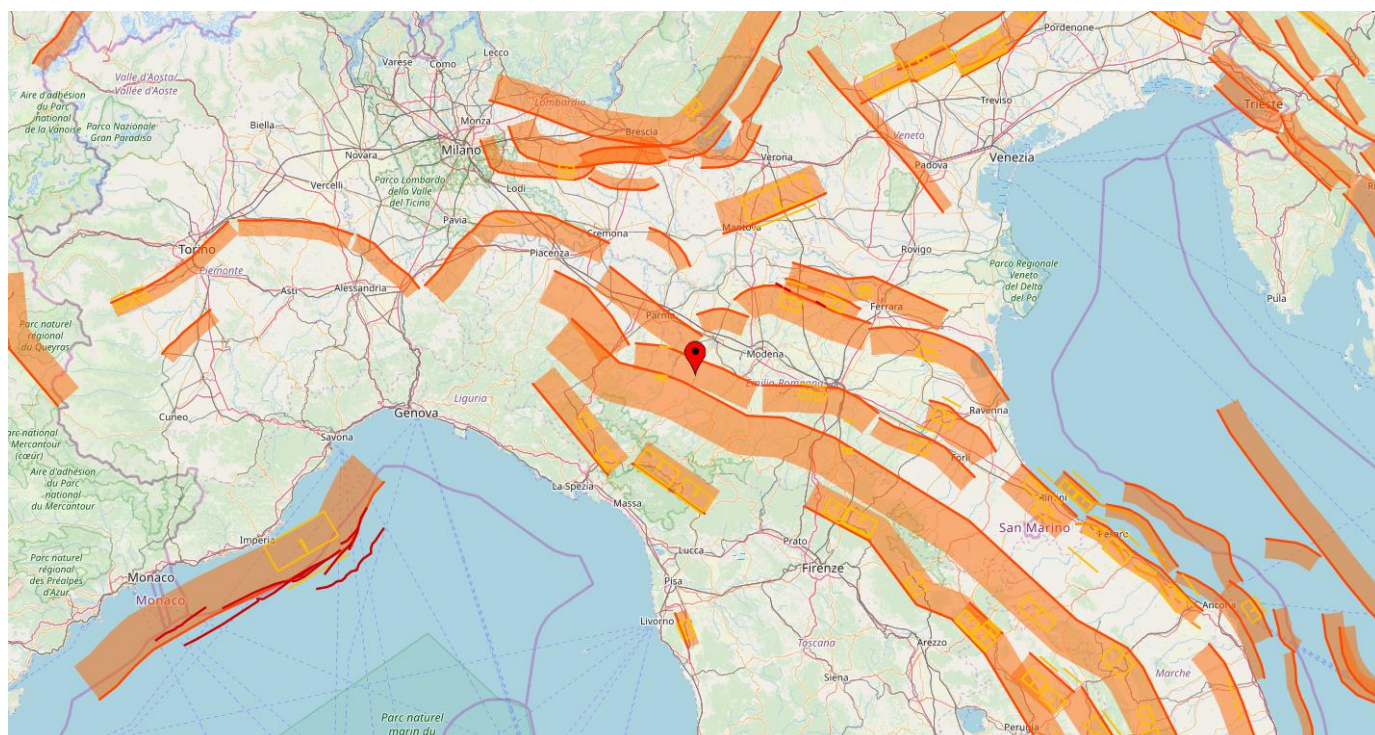 Pordenone
Lecco
Varese
Como
Valle d'Aosta/
Vallée d'Aoste
Aire d'adhésion
du Parc
national
de la Vanoise
Parco Nazionale
Gran Paradiso
Biella
Lombardia
Monza
Milano
Brescia
Treviso
Trieste
Veneto
Novara
Vercelli
Parco Lombardo
della Valle
del Ticino
Lodi
Verona
Padova
Venezia
Pavia
Cremona
Mantova
Rovigo
Torino
Piemonte
Piacenza
Asti
Alessandria
Parco Regionale
Veneto
del Delta
del Po
Pula
Ferrara
Parma
Parc naturel
régional
du Queyras
Modena
Emilia-Romagna
Liguria
Cuneo
Genova
Ravenna
Savona
Parc national
du Mercantour
(cœur)
Aire d'adhésion
du Parc
national
du Mercantour
Forlì
La Spezia
Massa
Rimini
San Marino
Pesaro
Imperia
Parc naturel
régional
des Préalpes
d'Azur
Monaco
Monaco
Lucca
Prato
Firenze
Pisa
Livorno
Ancona
Toscana
Arezzo
Siena
Marche
Parc naturel
marin du
Perugia